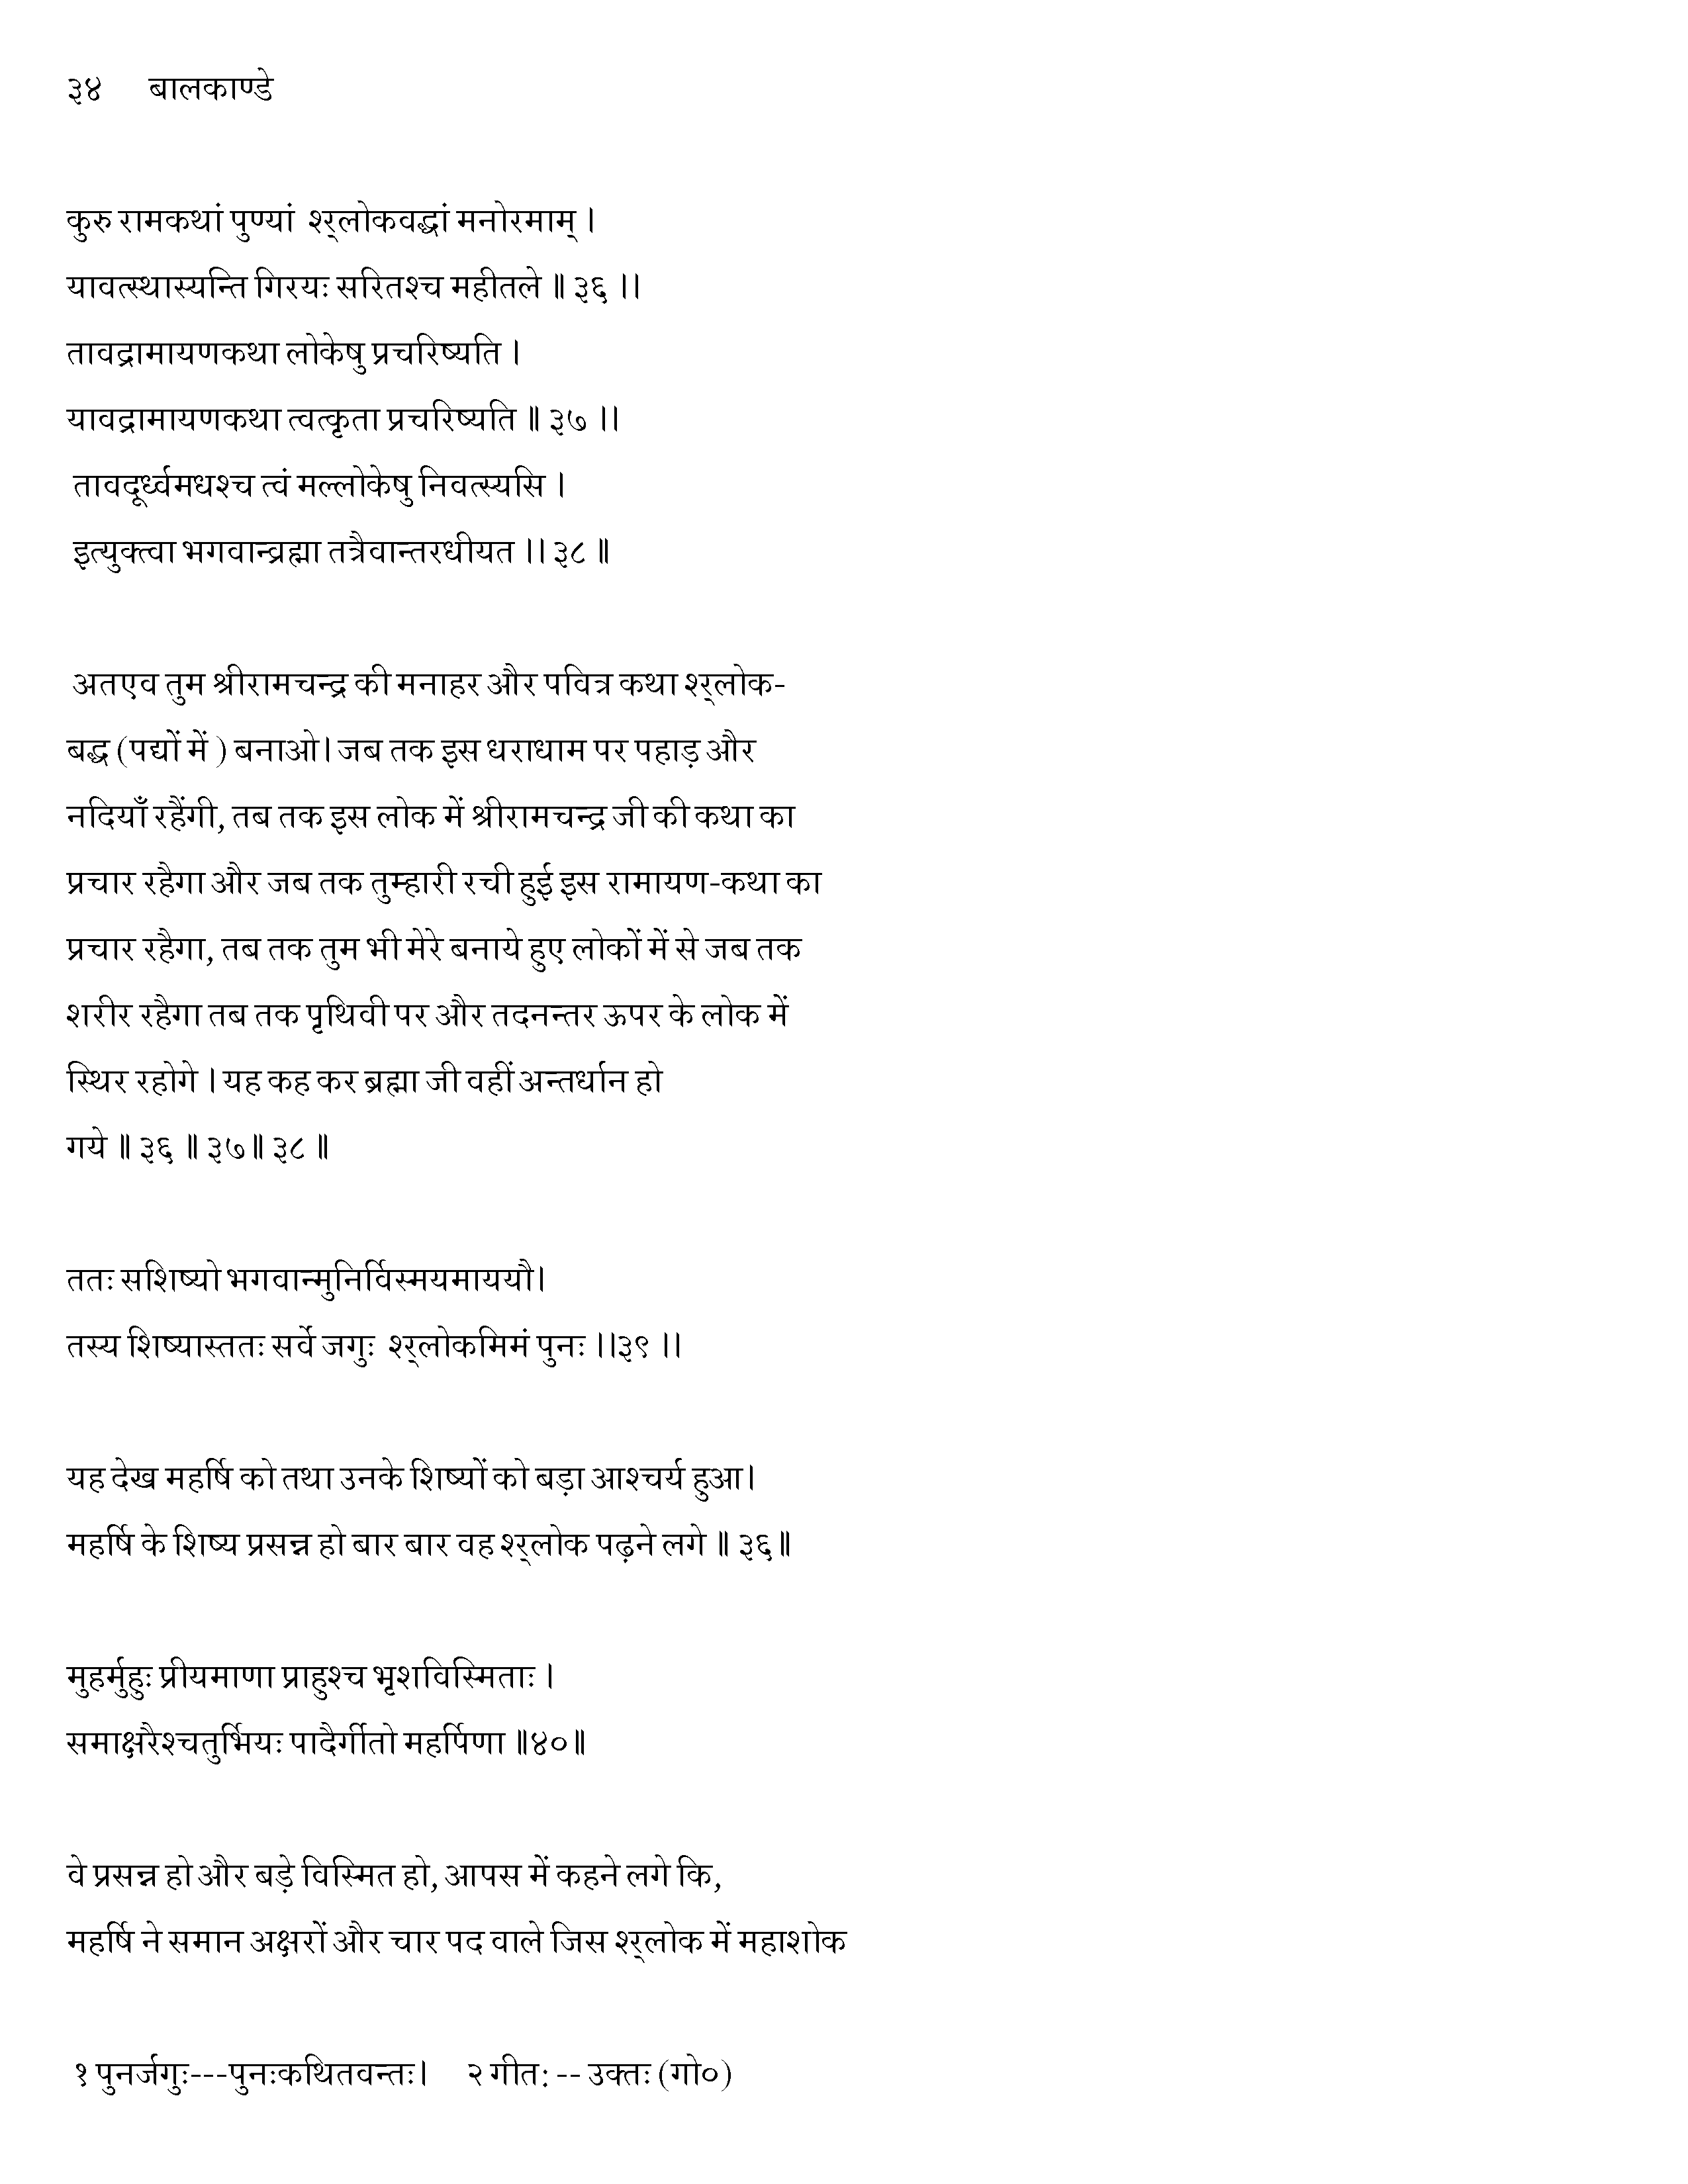 ३४ बालकाण्डे
कुरु रामकथां पुण्यां श्र्लोकवद्धां मनोरमाम् ।
यावत्स्थास्यन्ति गिरयः सरितश्च महीतले ॥ ३६ ।।
तावद्रामायणकथा लोकेषु प्रचरिष्यति ।
यावद्रामायणकथा त्वत्कृता प्रचरिष्यति ॥ ३७ ।।
तावदूर्ध्वमधश्च त्वं मल्लोकेषु निवत्स्यसि ।
इत्युक्त्वा भगवान्व्रह्मा तत्रैवान्तरधीयत ।। ३८ ॥
अतएव तुम श्रीरामचन्द्र की मनाहर और पवित्र कथा श्र्लोक-
बद्ध (पद्यों में ) बनाओ। जब तक इस धराधाम पर पहाड़ और
नदियाँ रहैंगी, तब तक इस लोक में श्रीरामचन्द्र जी की कथा का
प्रचार रहैगा और जब तक तुम्हारी रची हुई इस रामायण-कथा का
प्रचार रहैगा, तब तक तुम भी मेरे बनाये हुए लोकों में से जब तक
शरीर रहैगा तब तक पृथिवी पर और तदनन्तर ऊपर के लोक में
स्थिर रहोगे । यह कह कर ब्रह्मा जी वहीं अन्तर्धान हो
गये ॥ ३६ ॥ ३७॥ ३८ ॥
ततः सशिष्यो भगवान्मुनिर्विस्मयमाययौ।
तस्य शिष्यास्ततः सर्वे जगुः श्र्लोकमिमं पुनः ।।३९ ।।
यह देख महर्षि को तथा उनके शिष्यों को बड़ा आश्चर्य हुआ।
महर्षि के शिष्य प्रसन्न हो बार बार वह श्र्लोक पढ़ने लगे ॥ ३६॥
मुहर्मुहुः प्रीयमाणा प्राहुश्च भृशविस्मिताः ।
समाक्षरैश्चतुर्भियः पादैर्गीतो महर्पिणा ॥४०॥
वे प्रसन्न हो और बड़े विस्मित हो, आपस में कहने लगे कि,
महर्षि ने समान अक्षरों और चार पद वाले जिस श्र्लोक में महाशोक
१ पुनर्जगुः---पुनःकथितवन्तः। २ गीत: -- उक्तः (गो०)